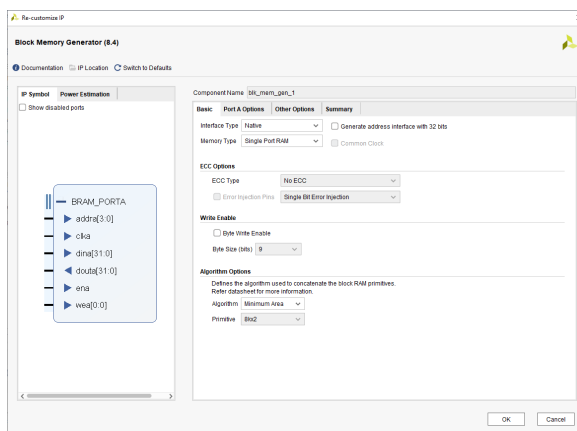 Re-customize IP
Block Memory Generator (8.4)
Documentation IP Location Switch to Defaults
IP Symbol Power Estimation
Show disabled ports
BRAM_PORTA
addra[3:0]
clka
dina[31:0]
douta[31:0]
ena
wea[0:0]
Component Name blk_mem_gen_1
Basic Port A Options Other Options Summary
Interface Type Native Generate address interface with 32 bits
Memory Type Single Port RAM Common Clock
ECC Options
ECC Type No ECC
Error Injection Pins Single Bit Error Injection
Write Enable
Byte Write Enable
Byte Size (bits) 9
Algorithm Options
Defines the algorithm used to concatenate the block RAM primitives.
Refer datasheet for more information.
Algorithm Minimum Area
Primitive 8kx2
OK Cancel